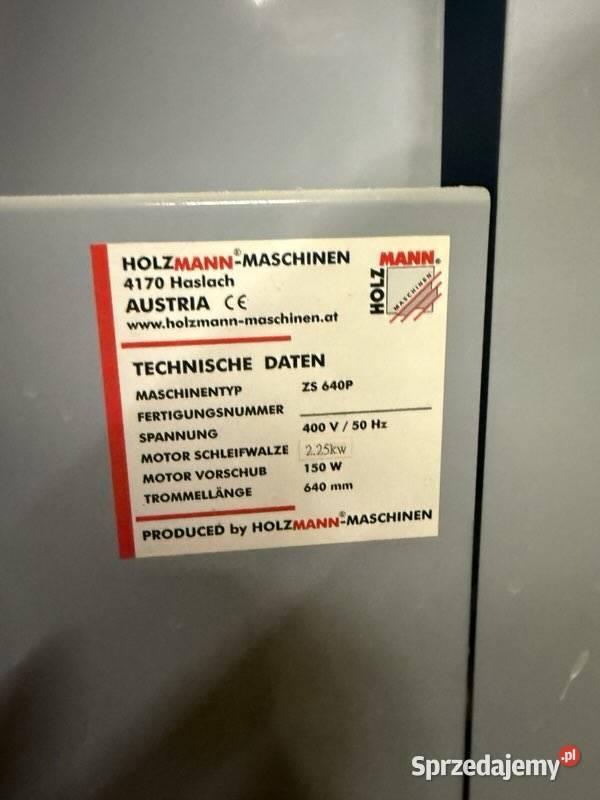 HOLZMANN®-MASCHINEN
4170 Haslach
AUSTRIA CE
www.holzmann-maschinen.at
HOLZ MANN®
MASCHINEN
TECHNISCHE DATEN
MASCHINENTYP ZS 640P
FERTIGUNGSNUMMER
SPANNUNG 400 V / 50 Hz
MOTOR SCHLEIFWALZE 2.25kw
MOTOR VORSCHUB 150 W
TROMMELLÄNGE 640 mm
PRODUCED by HOLZMANN®-MASCHINEN
Sprzedajemy.pl